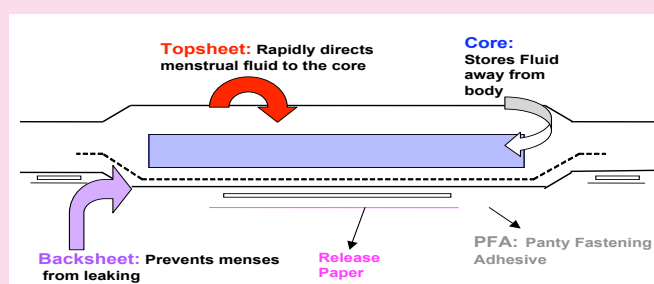 Topsheet: Rapidly directs
menstrual fluid to the core
Core:
Stores Fluid
away from
body
Backsheet: Prevents menses
from leaking
Release
Paper
PFA: Panty Fastening
Adhesive